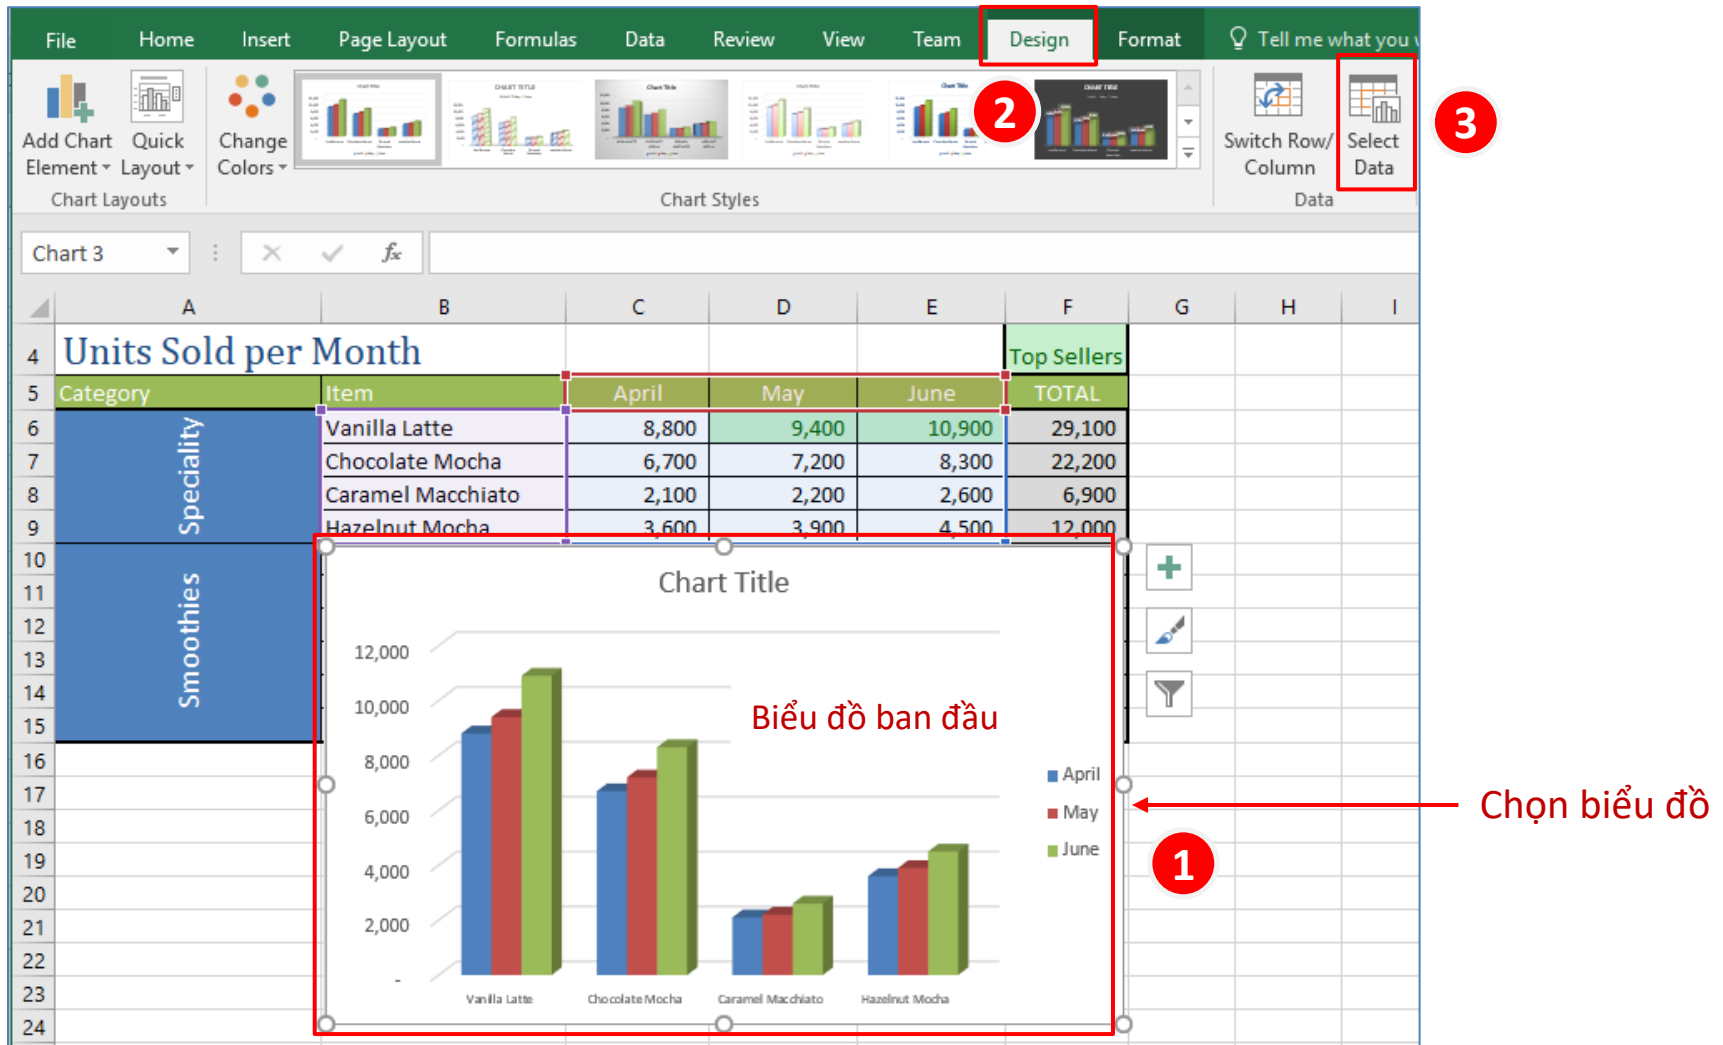 File Home Insert Page Layout Formulas Data Review View Team Design Format Tell me what you
2
3
Add Chart Element Quick Layout Change Colors Switch Row/ Column Select Data
Chart Layouts Chart Styles Data
Chart 3 fx
A B C D E F G H I
4 Units Sold per Month Top Sellers
5 Category Item April May June TOTAL
Speciality
6 Vanilla Latte 8,800 9,400 10,900 29,100
7 Chocolate Mocha 6,700 7,200 8,300 22,200
8 Caramel Macchiato 2,100 2,200 2,600 6,900
9 Hazelnut Mocha 3,600 3,900 4,500 12,000
Smoothies
10
11
12
13
14
15
16
17
18
19
20
21
22
23
24
Chart Title
12,000
10,000
8,000
6,000
4,000
2,000
-
Biểu đồ ban đầu
April
May
June
Vanilla Latte Chocolate Mocha Caramel Macchiato Hazelnut Mocha
Chọn biểu đồ
1